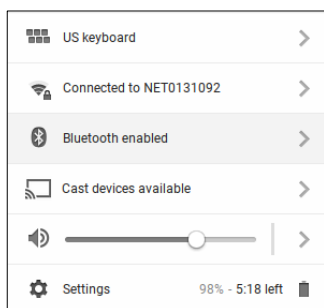 US keyboard
Connected to NET0131092
Bluetooth enabled
Cast devices available
Settings 98% - 5:18 left